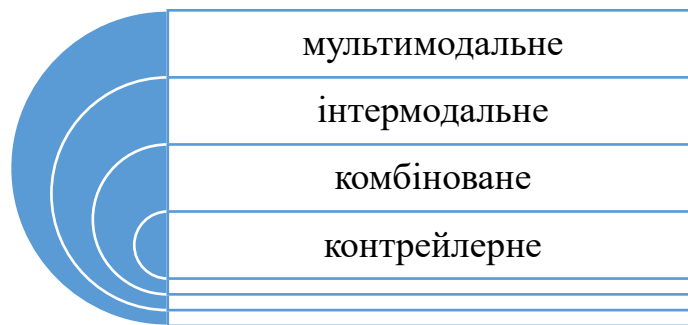 мультимодальне
інтермодальне
комбіноване
контрейлерне